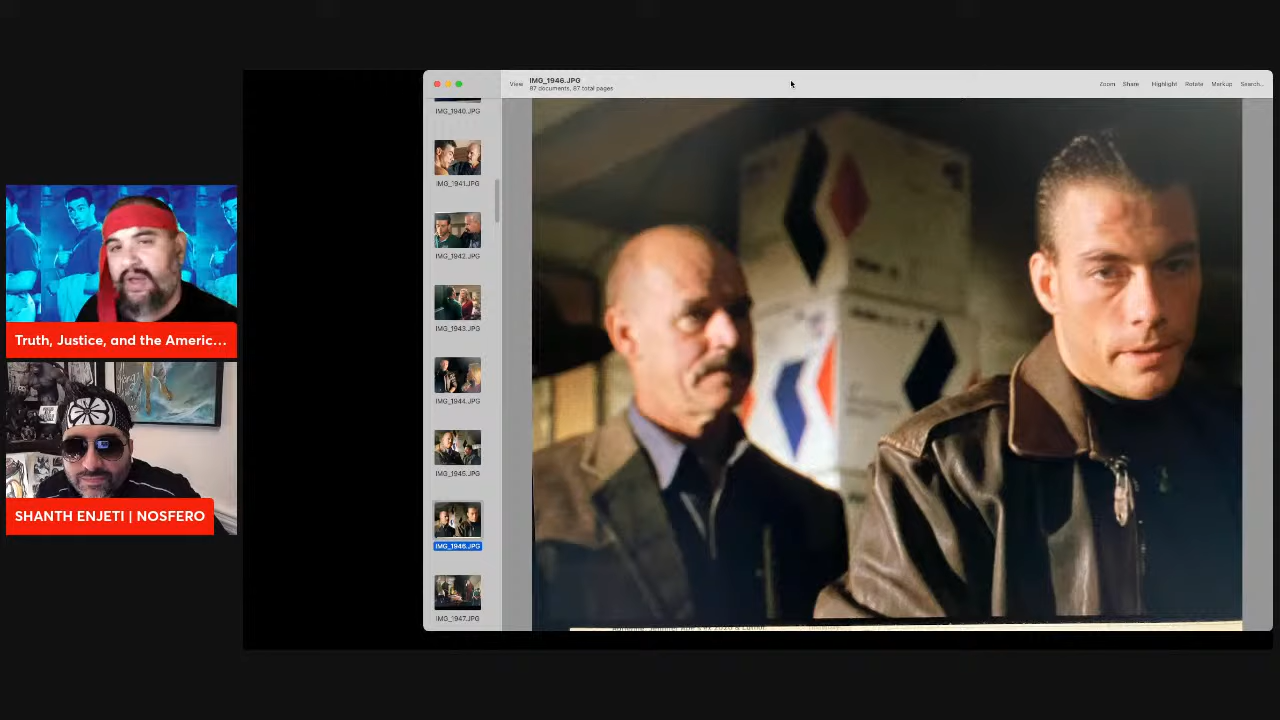 View
IMG_1946.JPG
87 documents, 87 total pages
Zoom
Share
Highlight
Rotate
Markup
Search...
IMG_1940.JPG
IMG_1941.JPG
IMG_1942.JPG
IMG_1943.JPG
IMG_1944.JPG
IMG_1945.JPG
IMG_1946.JPG
IMG_1947.JPG
Truth, Justice, and the Americ...
SHANTH ENJETI | NOSFERO